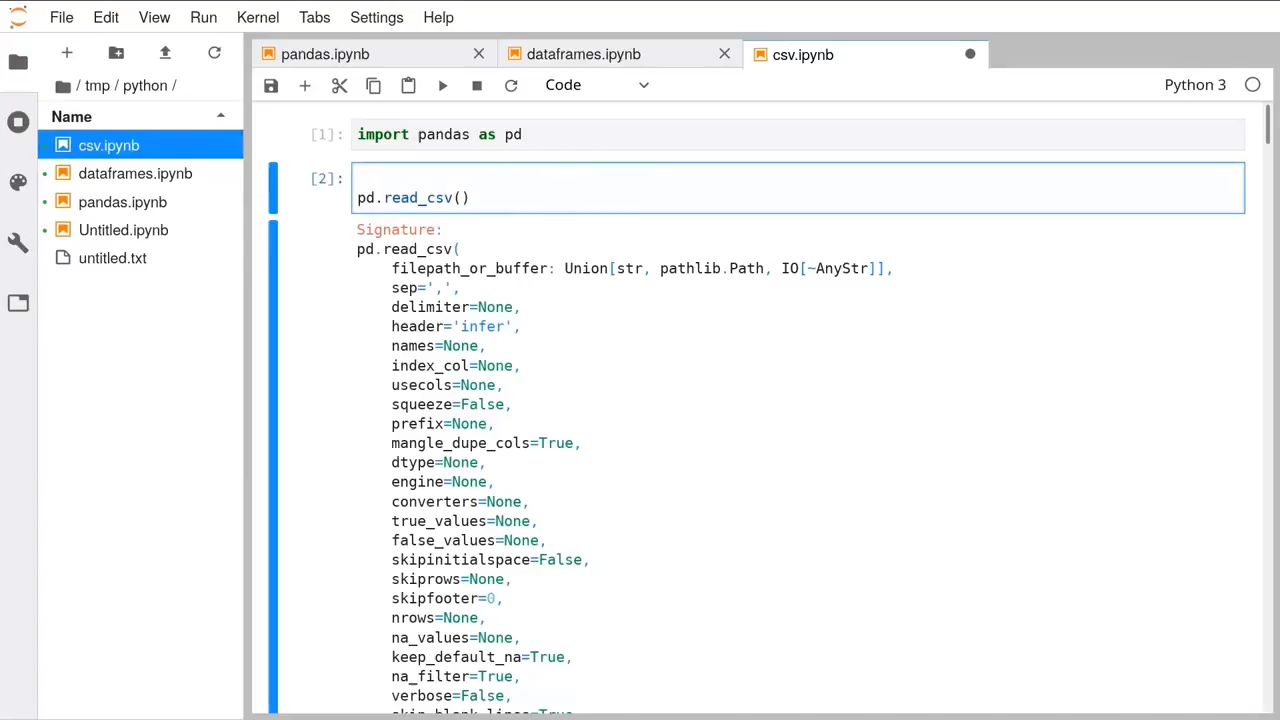 File Edit View Run Kernel Tabs Settings Help
pandas.ipynb
dataframes.ipynb
csv.ipynb
/ tmp / python /
Code
Python 3
Name
csv.ipynb
dataframes.ipynb
pandas.ipynb
Untitled.ipynb
untitled.txt
[1]: import pandas as pd
[2]:
pd.read_csv()
Signature:
pd.read_csv(
    filepath_or_buffer: Union[str, pathlib.Path, IO[~AnyStr]],
    sep=',',
    delimiter=None,
    header='infer',
    names=None,
    index_col=None,
    usecols=None,
    squeeze=False,
    prefix=None,
    mangle_dupe_cols=True,
    dtype=None,
    engine=None,
    converters=None,
    true_values=None,
    false_values=None,
    skipinitialspace=False,
    skiprows=None,
    skipfooter=0,
    nrows=None,
    na_values=None,
    keep_default_na=True,
    na_filter=True,
    verbose=False,
    skip_blank_lines=True